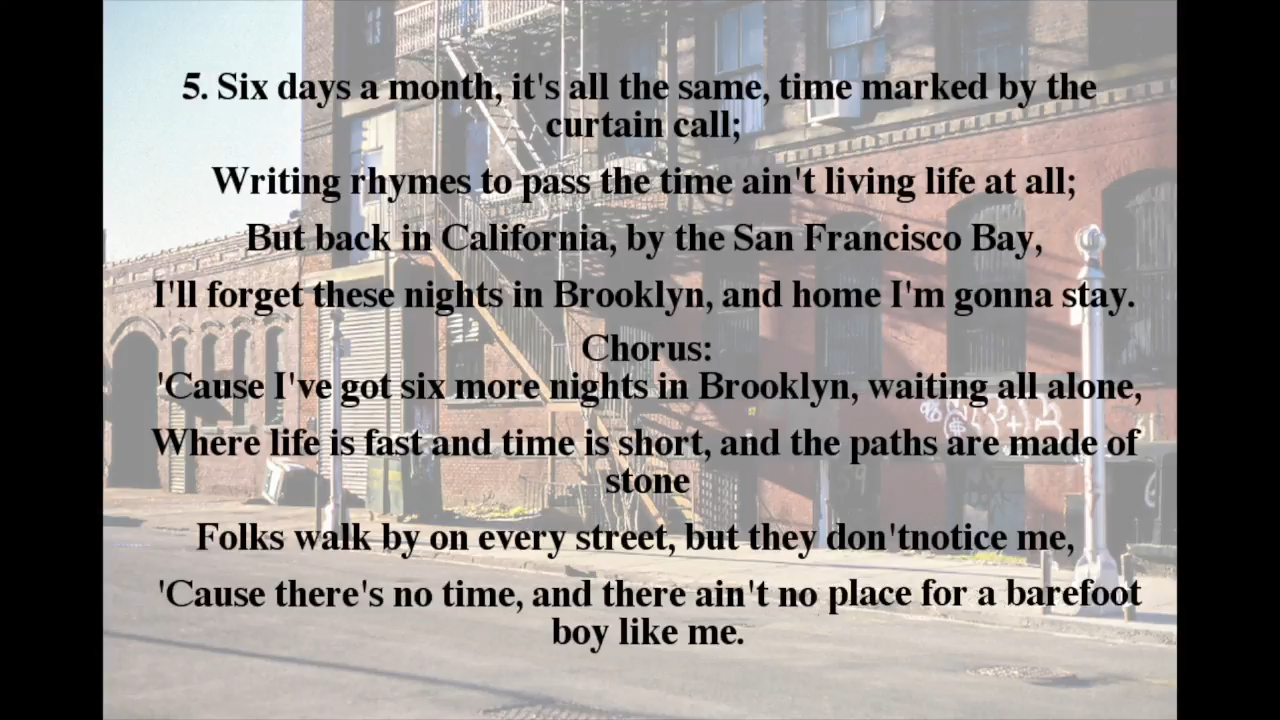 5. Six days a month, it's all the same, time marked by the
curtain call;
Writing rhymes to pass the time ain't living life at all;
But back in California, by the San Francisco Bay,
I'll forget these nights in Brooklyn, and home I'm gonna stay.
Chorus:
'Cause I've got six more nights in Brooklyn, waiting all alone,
Where life is fast and time is short, and the paths are made of
stone
Folks walk by on every street, but they don'tnotice me,
'Cause there's no time, and there ain't no place for a barefoot
boy like me.